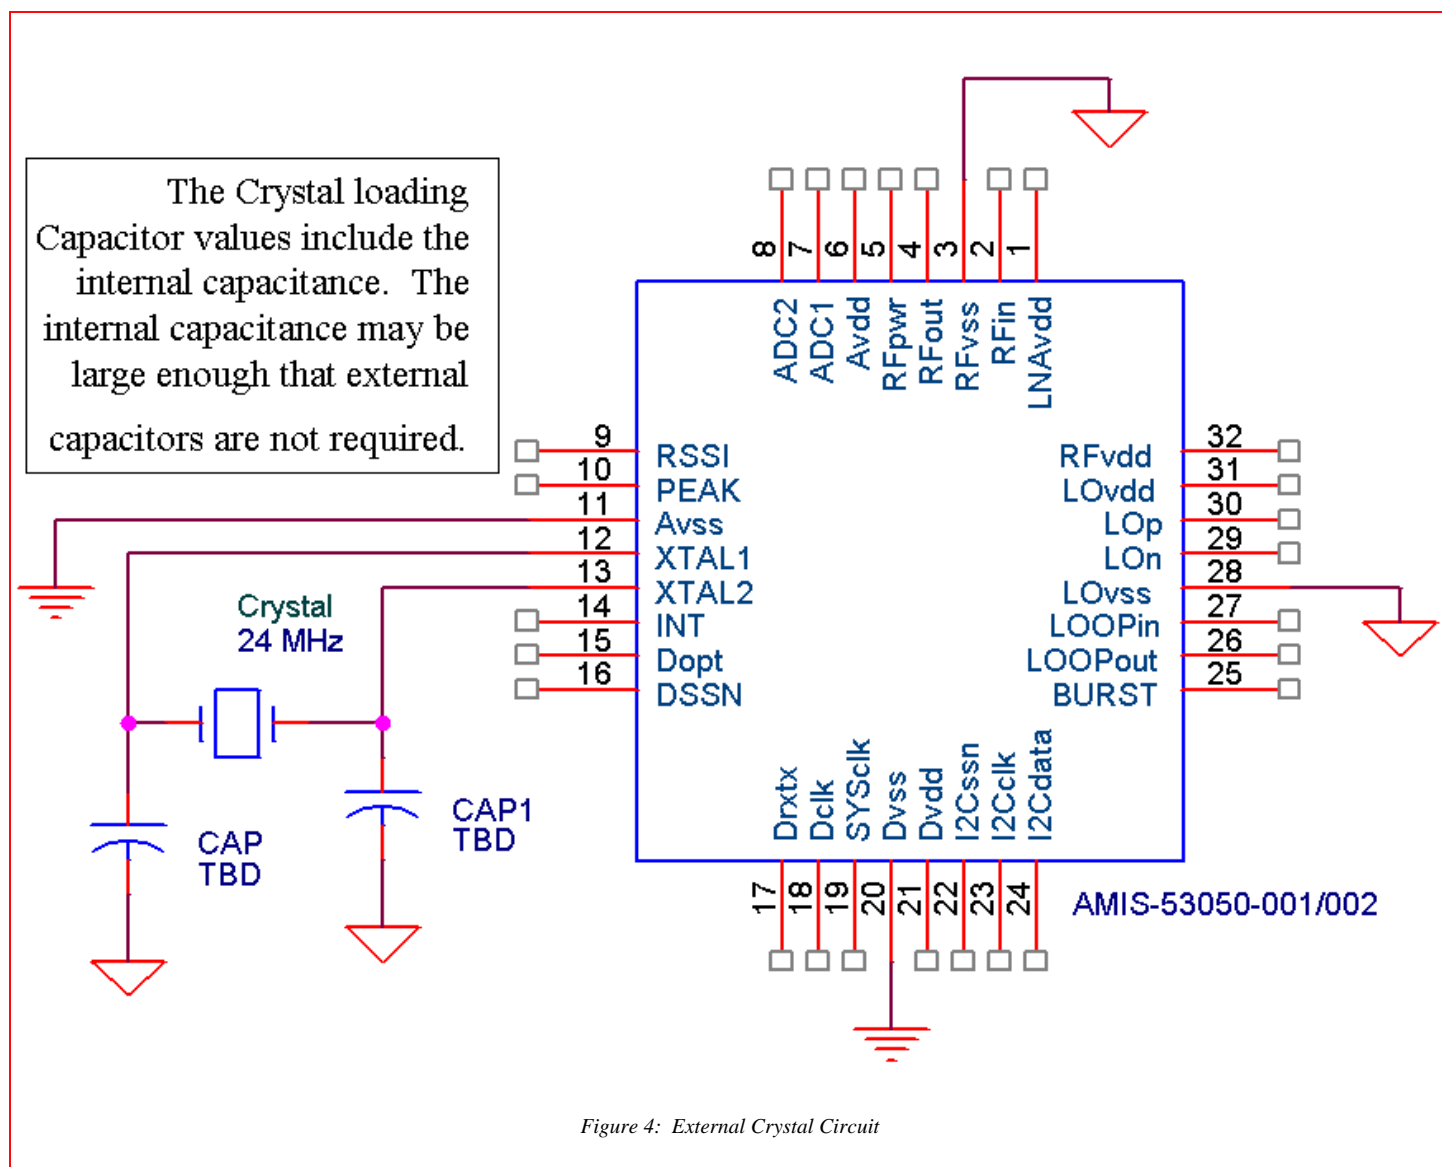 The Crystal loading
Capacitor values include the
internal capacitance. The
internal capacitance may be
large enough that external
capacitors are not required.
8 7 6 5 4 3 2 1
ADC2 ADC1 Avdd RFpwr RFout RFvss RFin LNAvdd
9 RSSI
10 PEAK
11 Avss
12 XTAL1
13 XTAL2
14 INT
15 Dopt
16 DSSN
RFvdd 32
LOvdd 31
LOp 30
LOn 29
LOvss 28
LOOPin 27
LOOPout 26
BURST 25
Crystal
24 MHz
CAP1
TBD
CAP
TBD
Drxtx Dclk SYSclk Dvss Dvdd I2Cssn I2Cclk I2Cdata
17 18 19 20 21 22 23 24
AMIS-53050-001/002
Figure 4: External Crystal Circuit